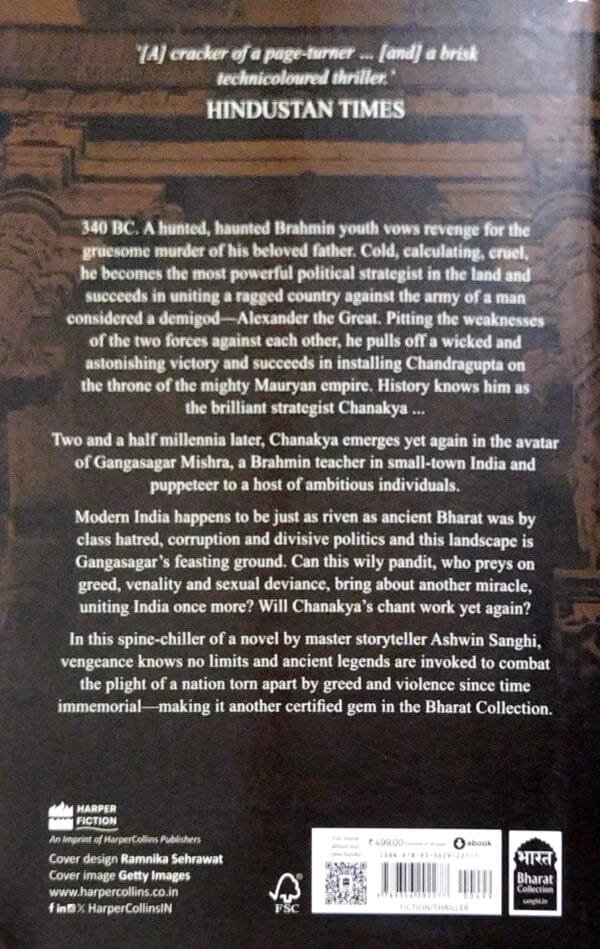 '[A] cracker of a page-turner ... [and] a brisk
technicoloured thriller.'
HINDUSTAN TIMES
340 BC. A hunted, haunted Brahmin youth vows revenge for the
gruesome murder of his beloved father. Cold, calculating, cruel,
he becomes the most powerful political strategist in the land and
succeeds in uniting a ragged country against the army of a man
considered a demigod—Alexander the Great. Pitting the weaknesses
of the two forces against each other, he pulls off a wicked and
astonishing victory and succeeds in installing Chandragupta on
the throne of the mighty Mauryan empire. History knows him as
the brilliant strategist Chanakya ...
Two and a half millennia later, Chanakya emerges yet again in the avatar
of Gangasagar Mishra, a Brahmin teacher in small-town India and
puppeteer to a host of ambitious individuals.
Modern India happens to be just as riven as ancient Bharat was by
class hatred, corruption and divisive politics and this landscape is
Gangasagar's feasting ground. Can this wily pandit, who preys on
greed, venality and sexual deviance, bring about another miracle,
uniting India once more? Will Chanakya's chant work yet again?
In this spine-chiller of a novel by master storyteller Ashwin Sanghi,
vengeance knows no limits and ancient legends are invoked to combat
the plight of a nation torn apart by greed and violence since time
immemorial—making it another certified gem in the Bharat Collection.
HARPER
FICTION
An Imprint of HarperCollins Publishers
Cover design Ramnika Sehrawat
Cover image Getty Images
www.harpercollins.co.in
HarperCollinsIN
FSC
For more
about our
new books
₹ 499.00
ebook
FICTION/THRILLER
भारत
Bharat
Collection
sanghi.in